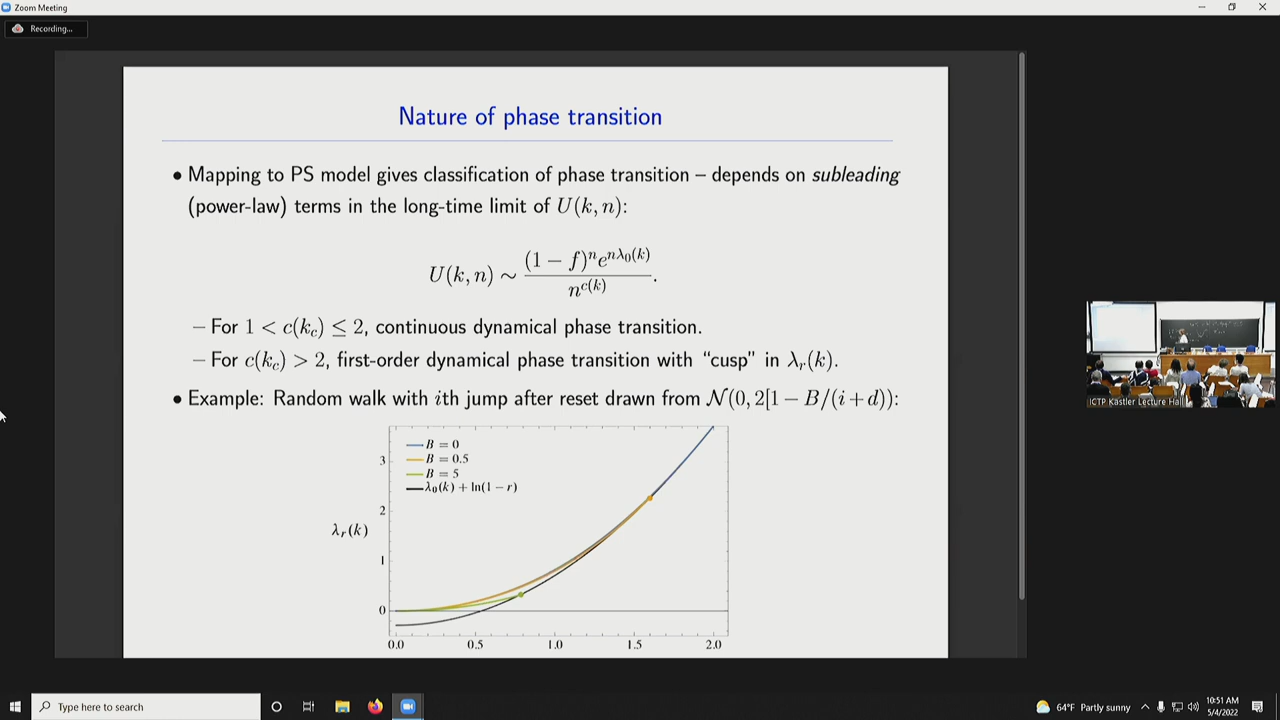 Zoom Meeting
Recording...
Nature of phase transition
• Mapping to PS model gives classification of phase transition – depends on subleading
(power-law) terms in the long-time limit of U(k, n):
U(k, n) ∼ (1 − f)ⁿe^{nλ₀(k)} / n^{c(k)}.
– For 1 < c(k_c) ≤ 2, continuous dynamical phase transition.
– For c(k_c) > 2, first-order dynamical phase transition with “cusp” in λ_r(k).
• Example: Random walk with ith jump after reset drawn from N(0, 2[1 − B/(i + d)):
B = 0
B = 0.5
B = 5
λ₀(k) + ln(1 − r)
λ_r(k)
3
2
1
0
0.0 0.5 1.0 1.5 2.0
ICTP Kastler Lecture Hall
Type here to search
64°F Partly sunny
10:51 AM
5/4/2022